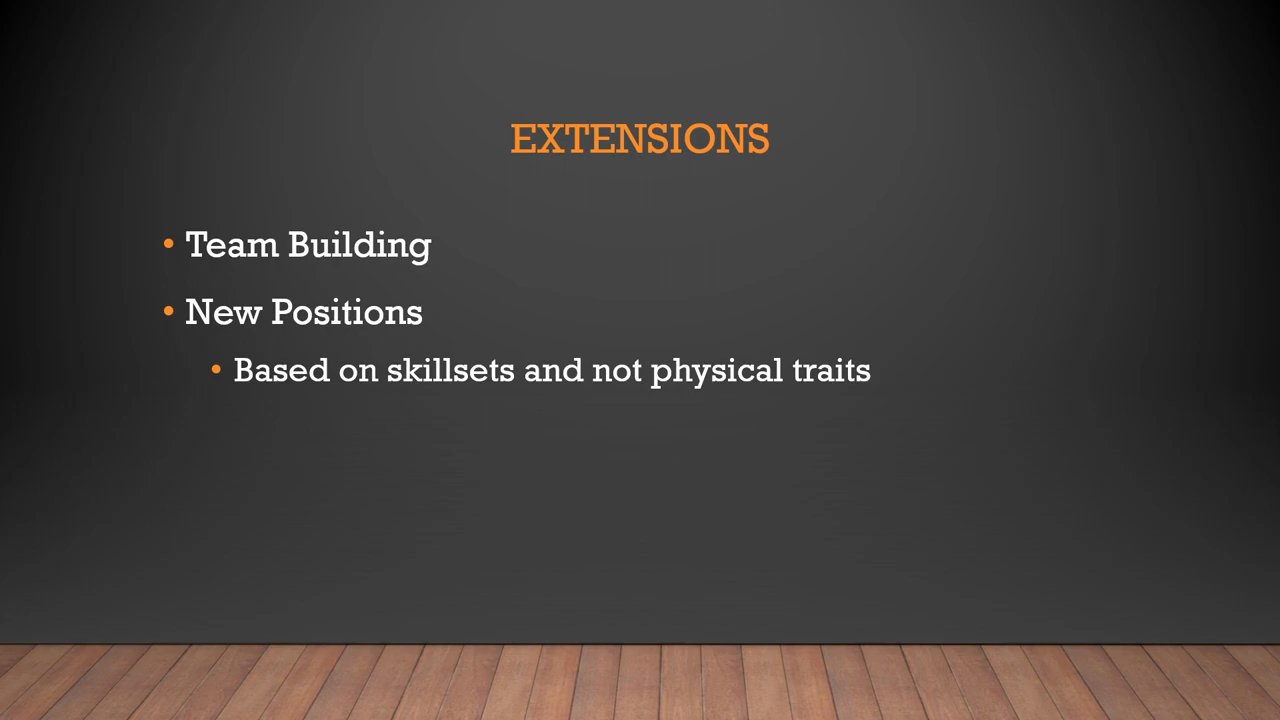 EXTENSIONS
• Team Building
• New Positions
• Based on skillsets and not physical traits